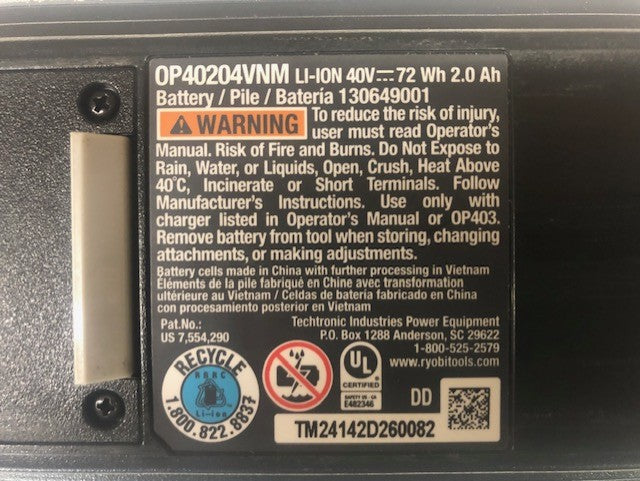 OP40204VNM LI-ION 40V⎓72 Wh 2.0 Ah
Battery / Pile / Batería 130649001
WARNING To reduce the risk of injury,
user must read Operator's
Manual. Risk of Fire and Burns. Do Not Expose to
Rain, Water, or Liquids, Open, Crush, Heat Above
40°C, Incinerate or Short Terminals. Follow
Manufacturer's Instructions. Use only with
charger listed in Operator's Manual or OP403.
Remove battery from tool when storing, changing
attachments, or making adjustments.
Battery cells made in China with further processing in Vietnam
Éléments de la pile fabriqué en Chine avec transformation
ultérieure au Vietnam / Celdas de batería fabricado en China
con procesamiento posterior en Vietnam
Pat.No.:
US 7,554,290
Techtronic Industries Power Equipment
P.O. Box 1288 Anderson, SC 29622
1-800-525-2579
www.ryobitools.com
RECYCLE
RBRC
Li-ion
1.800.822.8837
UL
CERTIFIED
SAFETY US - CA
E482346
DD
TM24142D260082